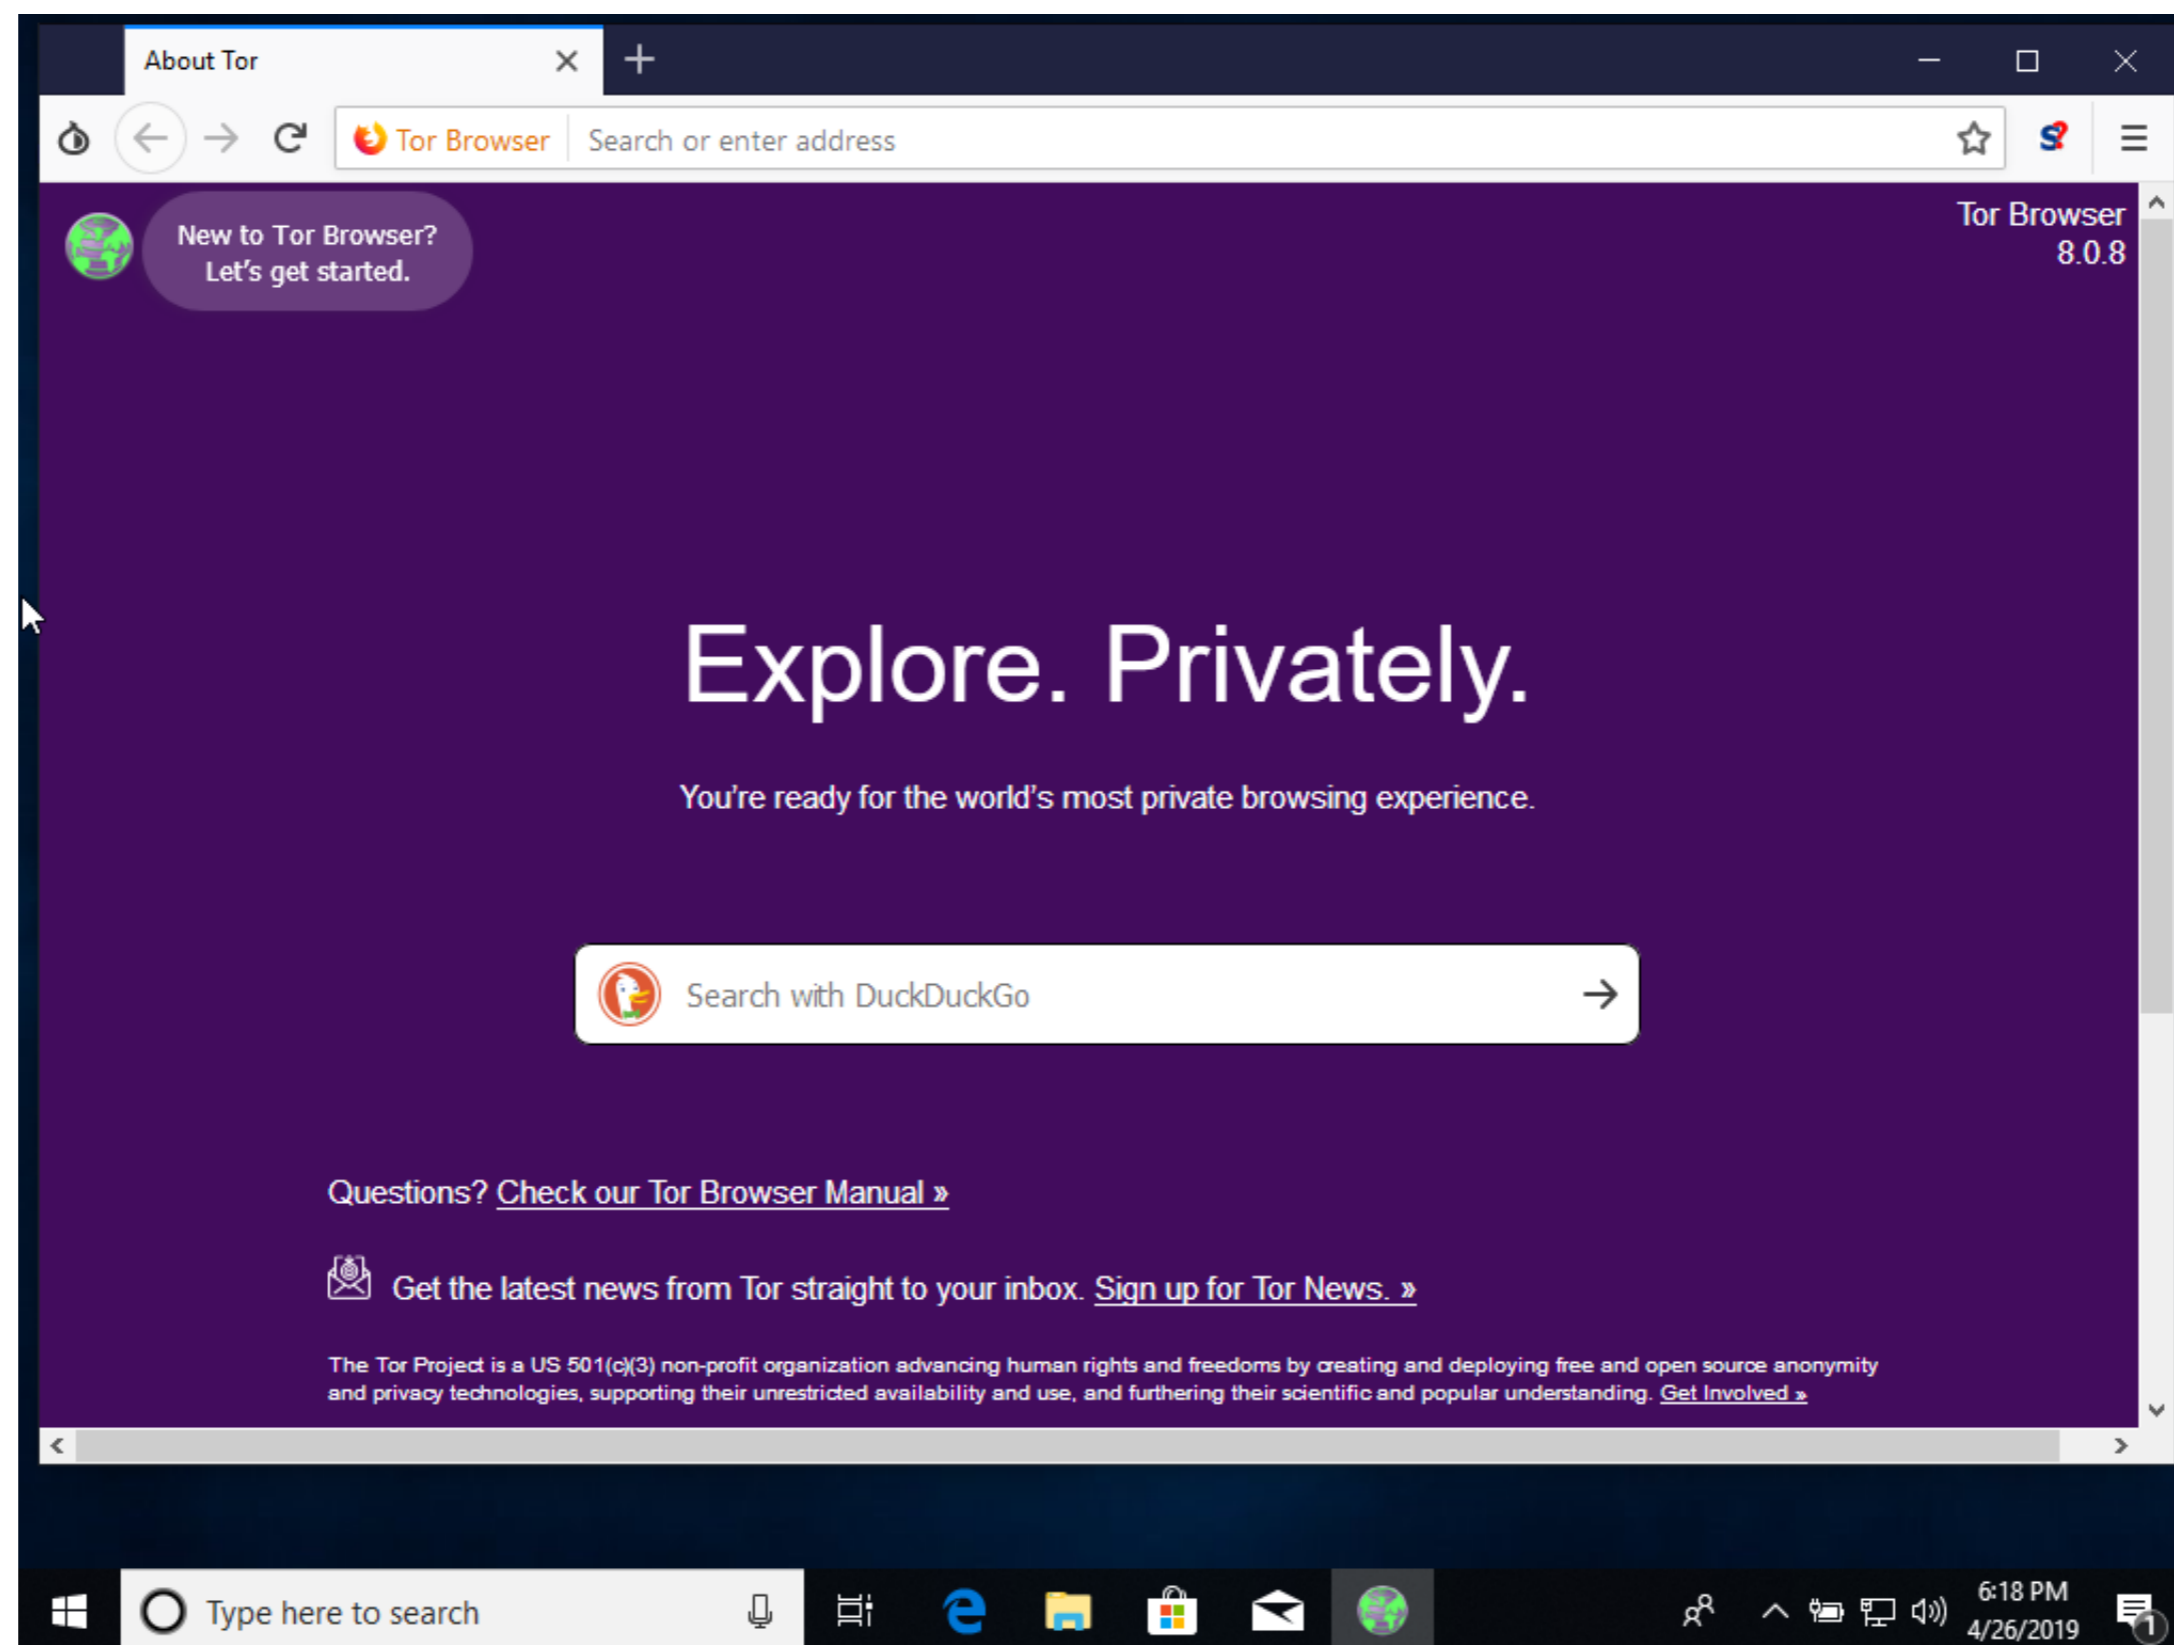 About Tor
Tor Browser
Search or enter address
New to Tor Browser?
Let's get started.
Tor Browser
8.0.8
Explore. Privately.
You're ready for the world's most private browsing experience.
Search with DuckDuckGo
Questions? Check our Tor Browser Manual »
Get the latest news from Tor straight to your inbox. Sign up for Tor News. »
The Tor Project is a US 501(c)(3) non-profit organization advancing human rights and freedoms by creating and deploying free and open source anonymity
and privacy technologies, supporting their unrestricted availability and use, and furthering their scientific and popular understanding. Get Involved »
Type here to search
6:18 PM
4/26/2019
1